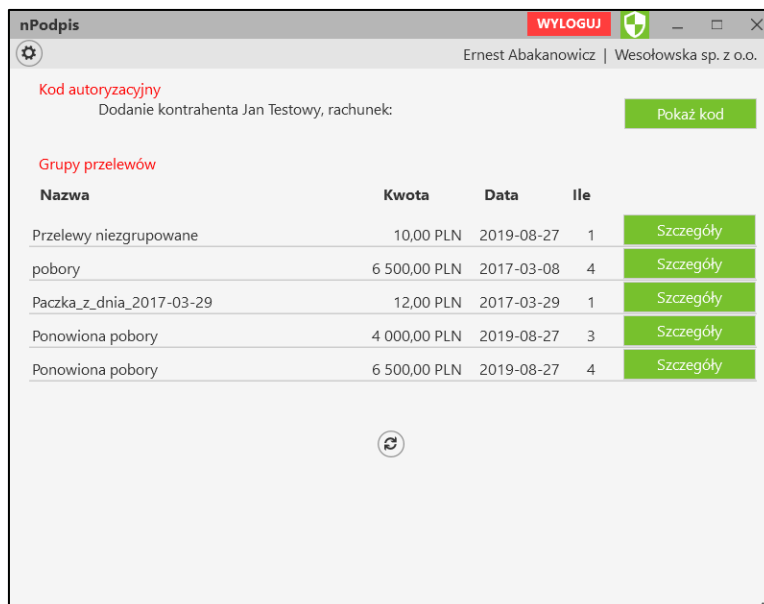 nPodpis WYLOGUJ
Ernest Abakanowicz | Wesołowska sp. z o.o.
Kod autoryzacyjny
Dodanie kontrahenta Jan Testowy, rachunek: Pokaż kod
Grupy przelewów
Nazwa Kwota Data Ile
Przelewy niezgrupowane 10,00 PLN 2019-08-27 1 Szczegóły
pobory 6 500,00 PLN 2017-03-08 4 Szczegóły
Paczka_z_dnia_2017-03-29 12,00 PLN 2017-03-29 1 Szczegóły
Ponowiona pobory 4 000,00 PLN 2019-08-27 3 Szczegóły
Ponowiona pobory 6 500,00 PLN 2019-08-27 4 Szczegóły